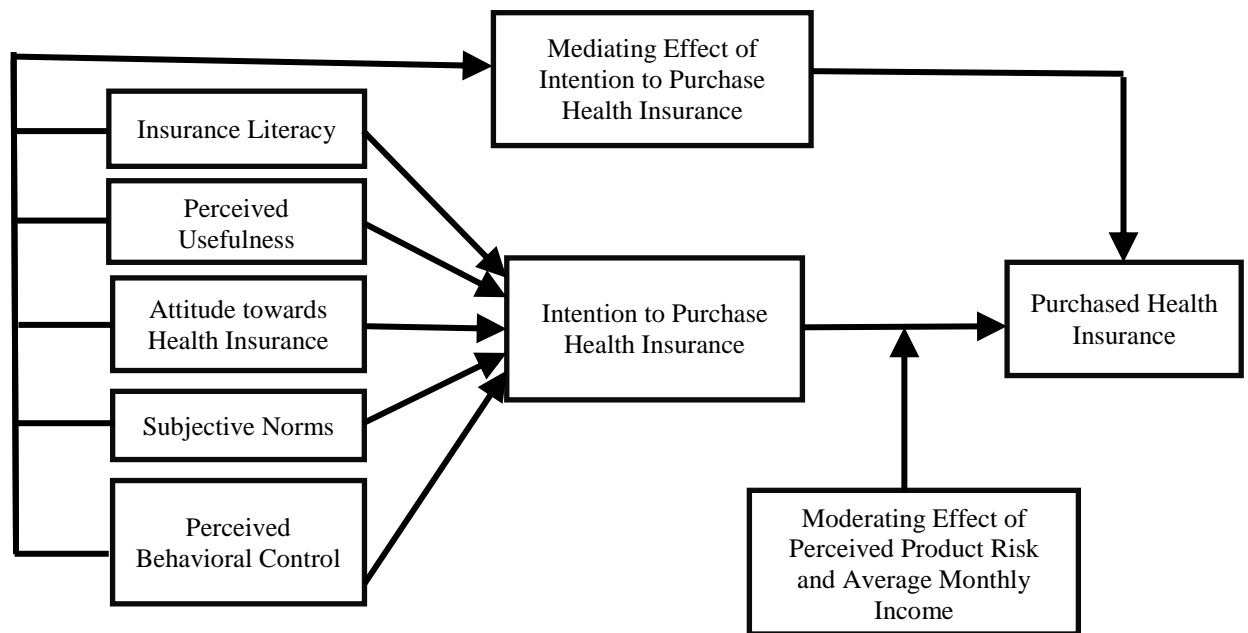 Mediating Effect of
Intention to Purchase
Health Insurance
Insurance Literacy
Perceived
Usefulness
Attitude towards
Health Insurance
Subjective Norms
Perceived
Behavioral Control
Intention to Purchase
Health Insurance
Purchased Health
Insurance
Moderating Effect of
Perceived Product Risk
and Average Monthly
Income